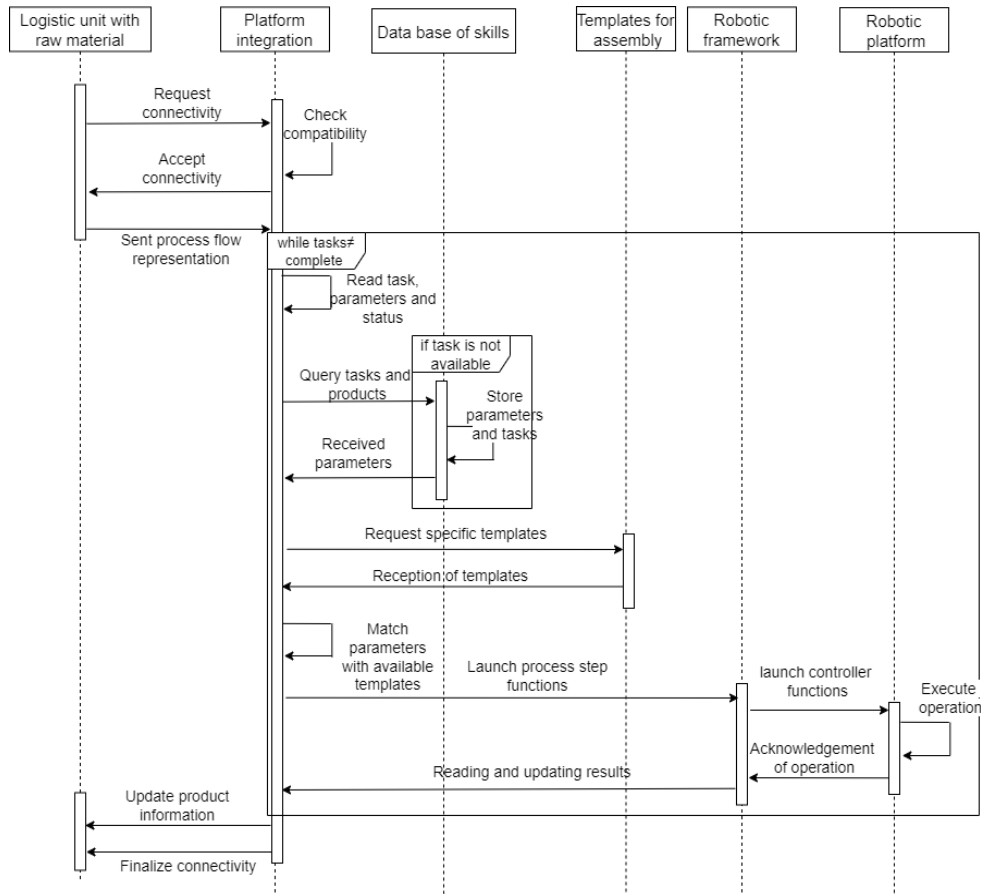 Logistic unit with
raw material
Platform
integration
Data base of skills
Templates for
assembly
Robotic
framework
Robotic
platform
Request
connectivity
Check
compatibility
Accept
connectivity
Sent process flow
representation
while tasks≠
complete
Read task,
parameters and
status
if task is not
available
Query tasks and
products
Store
parameters
and tasks
Received
parameters
Request specific templates
Reception of templates
Match
parameters
with available
templates
Launch process step
functions
launch controller
functions
Execute
operation
Acknowledgement
of operation
Reading and updating results
Update product
information
Finalize connectivity